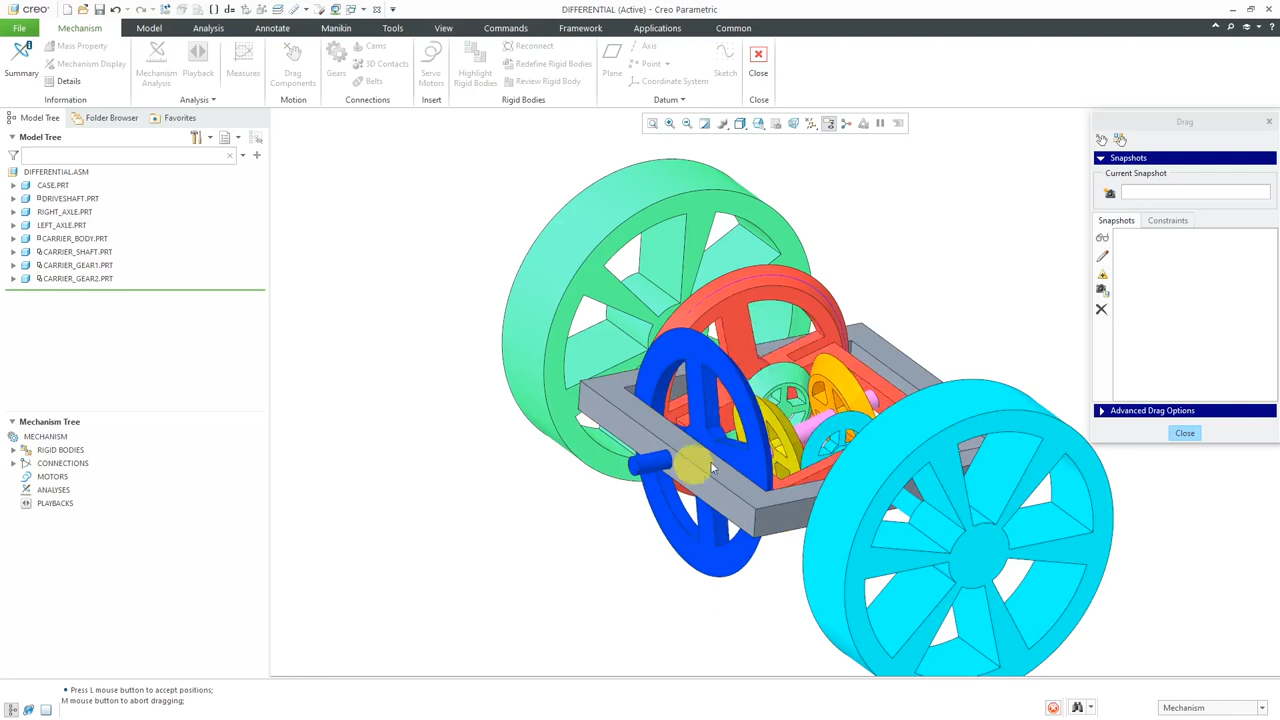 creo
DIFFERENTIAL (Active) - Creo Parametric
File Mechanism Model Analysis Annotate Manikin Tools View Commands Framework Applications Common
Summary
Mass Property
Mechanism Display
Details
Information
Mechanism Analysis
Playback
Measures
Analysis
Drag Components
Motion
Gears
Cams
3D Contacts
Belts
Connections
Servo Motors
Insert
Highlight Rigid Bodies
Reconnect
Redefine Rigid Bodies
Review Rigid Body
Rigid Bodies
Plane
Axis
Point
Coordinate System
Sketch
Datum
Close
Close
Model Tree Folder Browser Favorites
Model Tree
DIFFERENTIAL.ASM
CASE.PRT
DRIVESHAFT.PRT
RIGHT_AXLE.PRT
LEFT_AXLE.PRT
CARRIER_BODY.PRT
CARRIER_SHAFT.PRT
CARRIER_GEAR1.PRT
CARRIER_GEAR2.PRT
Mechanism Tree
MECHANISM
RIGID BODIES
CONNECTIONS
MOTORS
ANALYSES
PLAYBACKS
Drag
Snapshots
Current Snapshot
Snapshots Constraints
Advanced Drag Options
Close
• Press L mouse button to accept positions;
M mouse button to abort dragging;
Mechanism